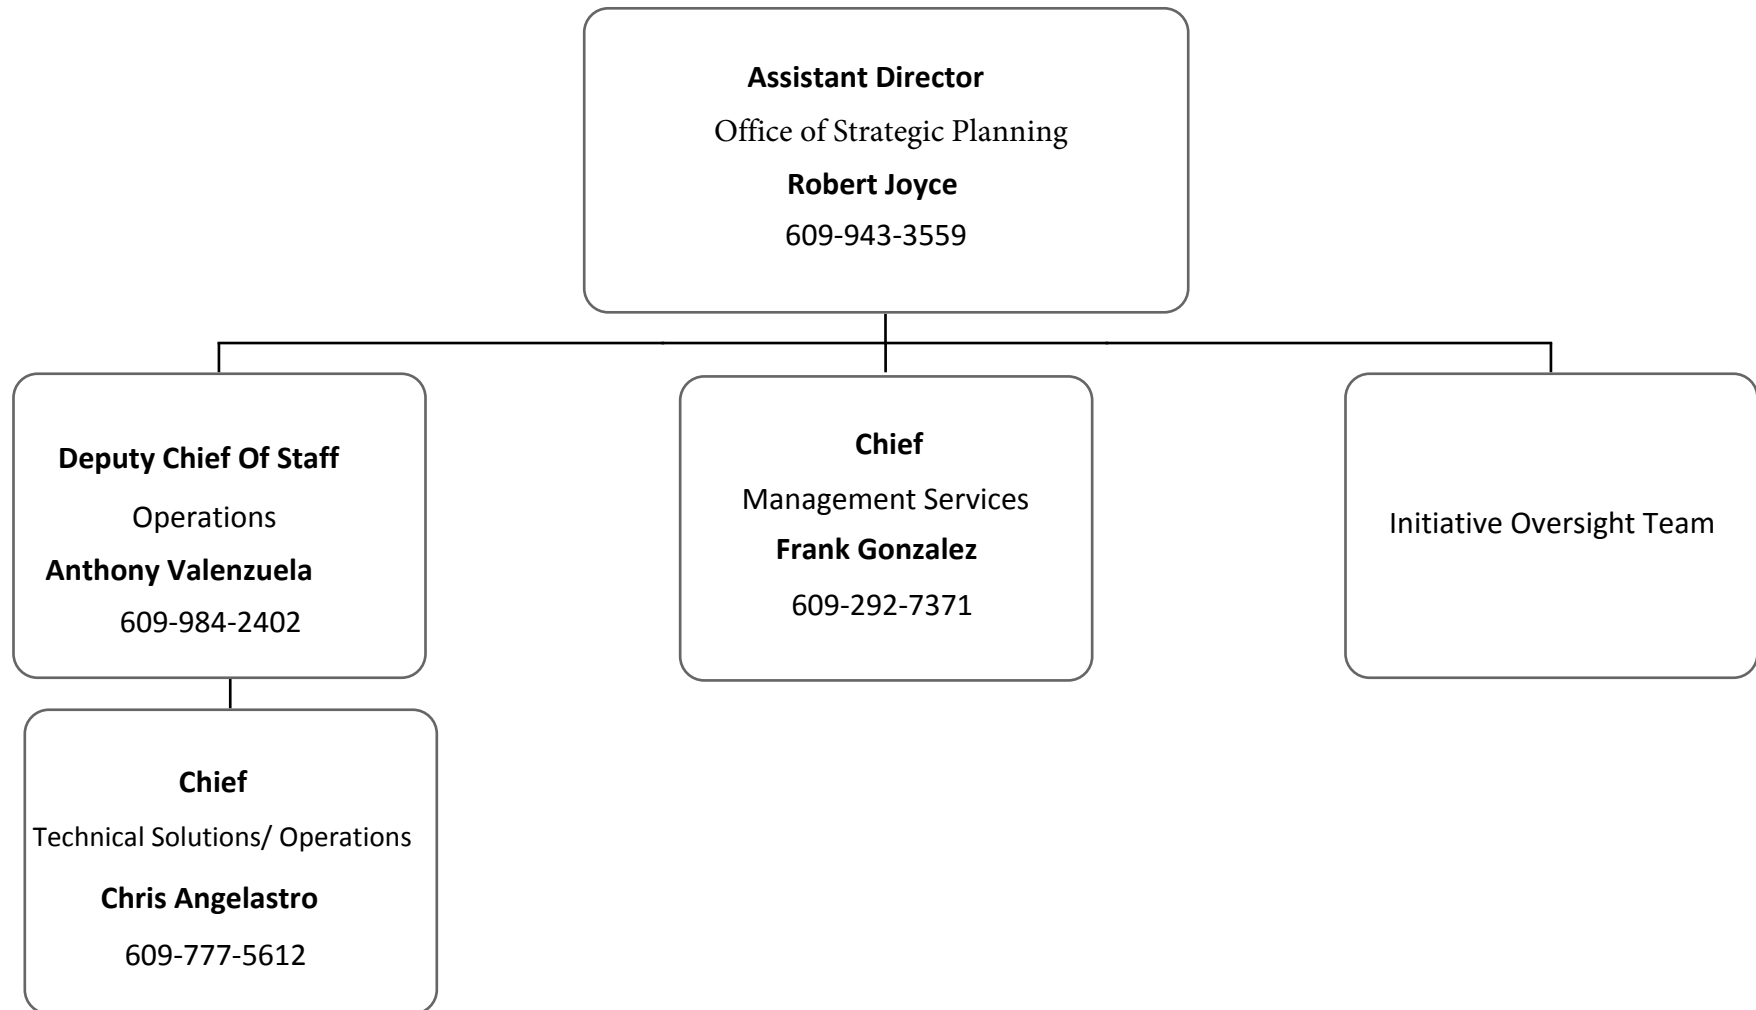 Assistant Director
Office of Strategic Planning
Robert Joyce
609-943-3559
Deputy Chief Of Staff
Operations
Anthony Valenzuela
609-984-2402
Chief
Management Services
Frank Gonzalez
609-292-7371
Initiative Oversight Team
Chief
Technical Solutions/ Operations
Chris Angelastro
609-777-5612